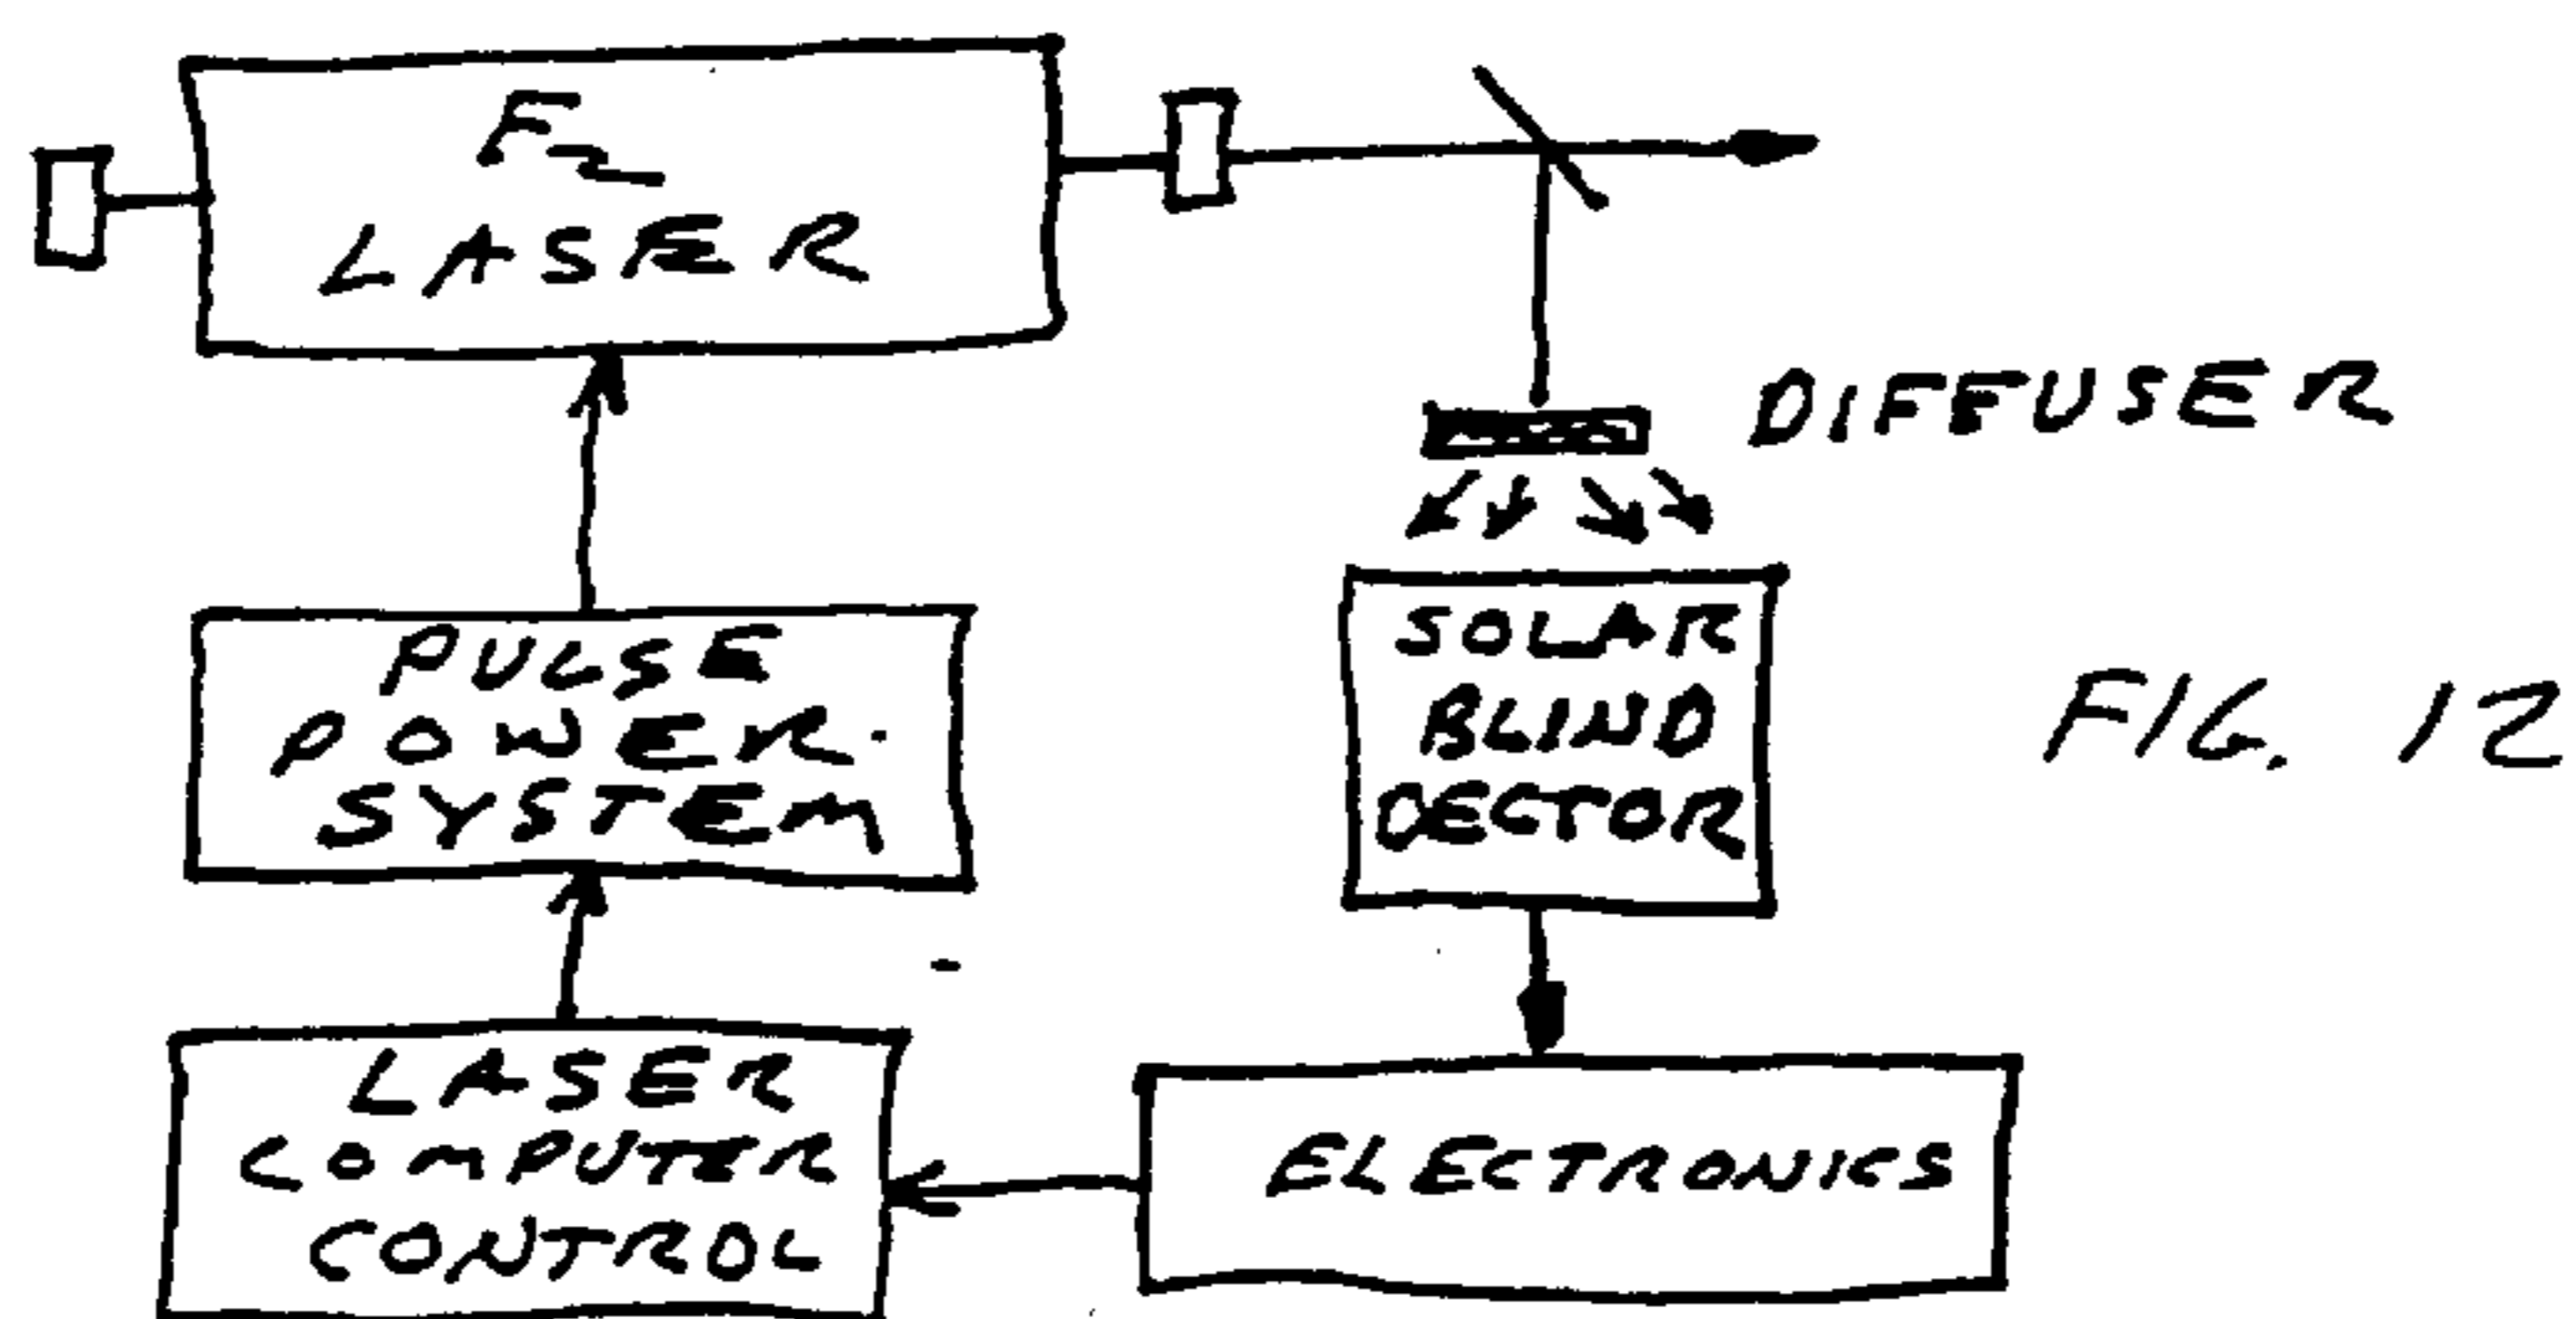 F2
LASER
DIFFUSER
PULSE
POWER
SYSTEM
SOLAR
BLIND
DECTOR
FIG. 12
LASER
COMPUTER
CONTROL
ELECTRONICS